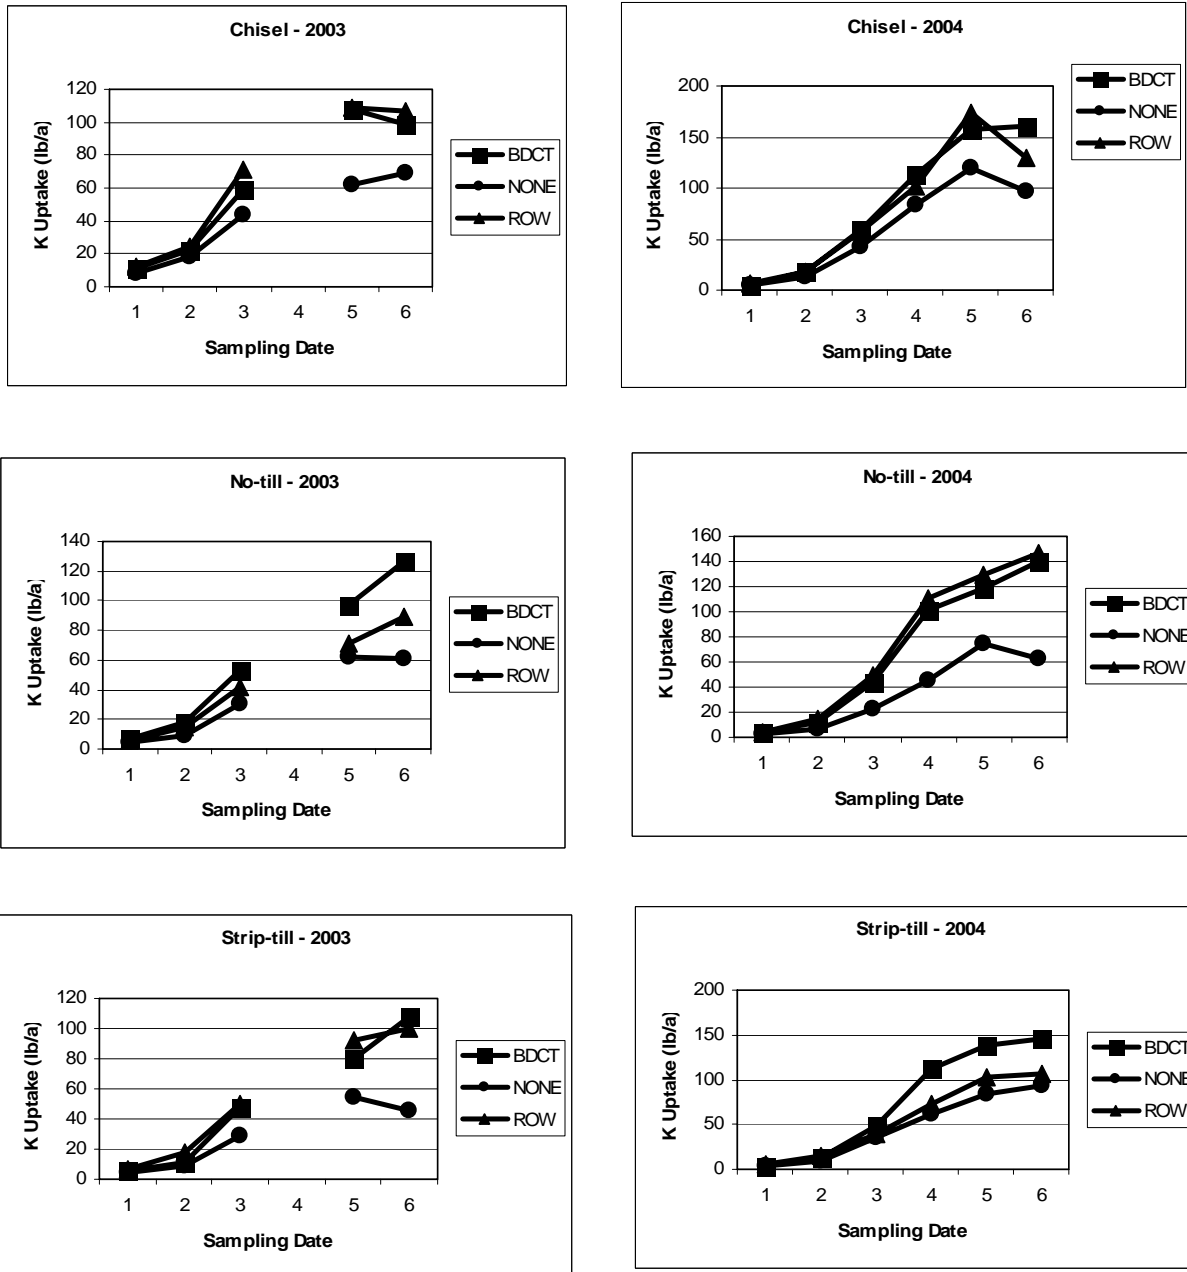 Chisel - 2003
120
100
80
60
40
20
0
K Uptake (lb/a)
1 2 3 4 5 6
Sampling Date
BDCT
NONE
ROW
Chisel - 2004
200
150
100
50
0
K Uptake (lb/a)
1 2 3 4 5 6
Sampling Date
BDCT
NONE
ROW
No-till - 2003
140
120
100
80
60
40
20
0
K Uptake (lb/a)
1 2 3 4 5 6
Sampling Date
BDCT
NONE
ROW
No-till - 2004
160
140
120
100
80
60
40
20
0
K Uptake (lb/a)
1 2 3 4 5 6
Sampling Date
BDCT
NONE
ROW
Strip-till - 2003
120
100
80
60
40
20
0
K Uptake (lb/a)
1 2 3 4 5 6
Sampling Date
BDCT
NONE
ROW
Strip-till - 2004
200
150
100
50
0
K Uptake (lb/a)
1 2 3 4 5 6
Sampling Date
BDCT
NONE
ROW